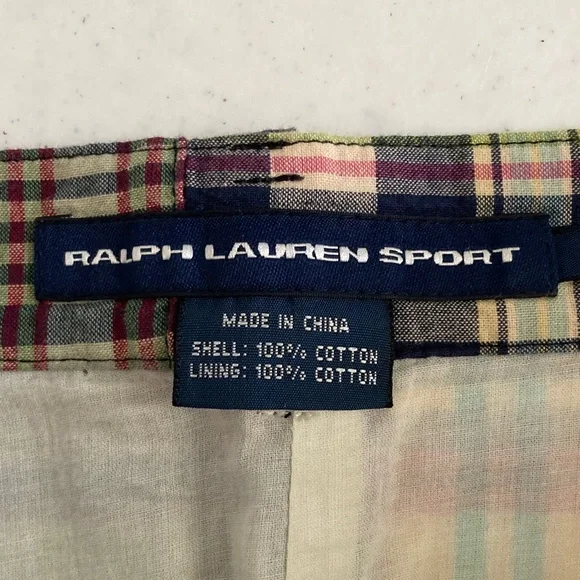 RALPH LAUREN SPORT
MADE IN CHINA
SHELL: 100% COTTON
LINING: 100% COTTON